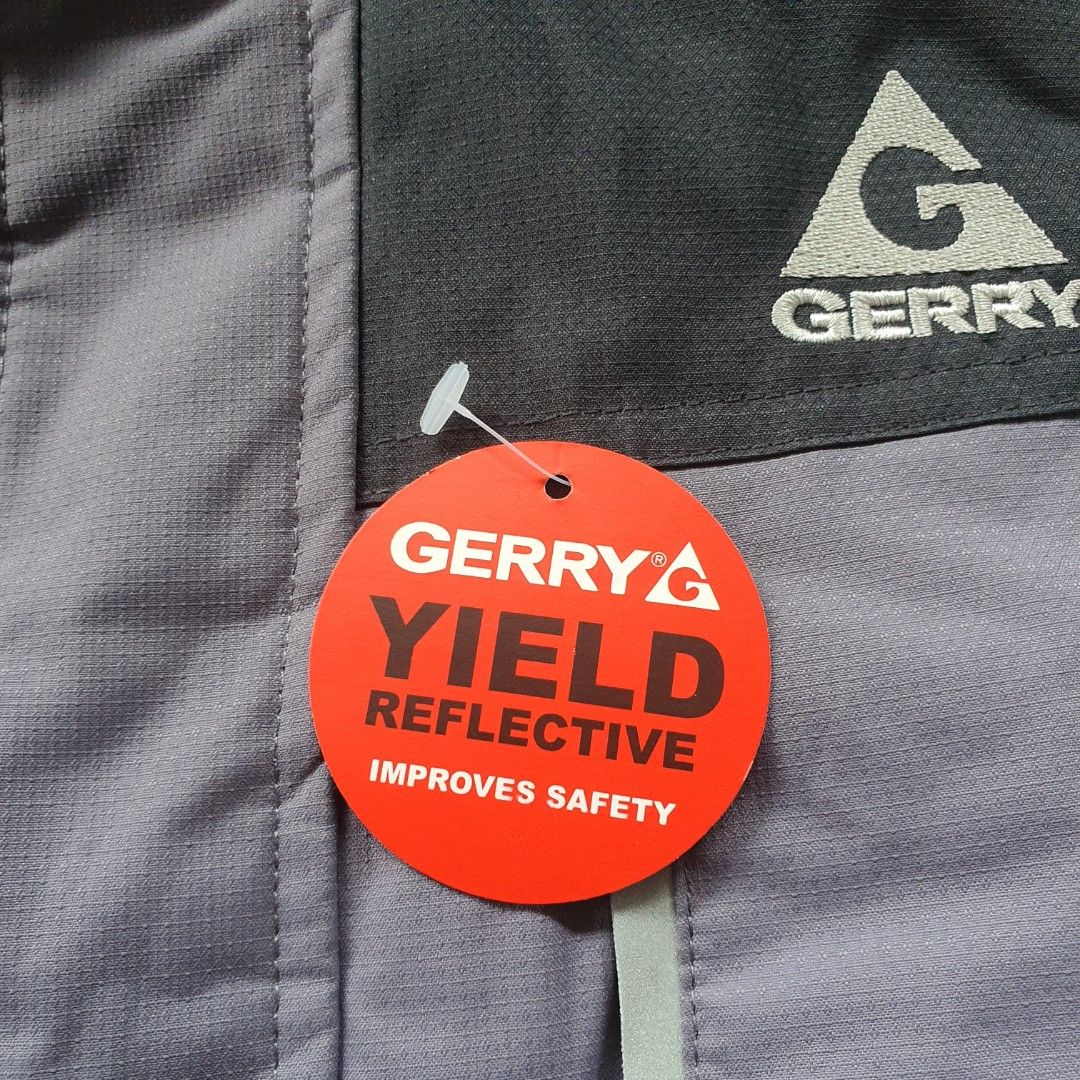 G
GERRY
GERRY® G
YIELD
REFLECTIVE
IMPROVES SAFETY